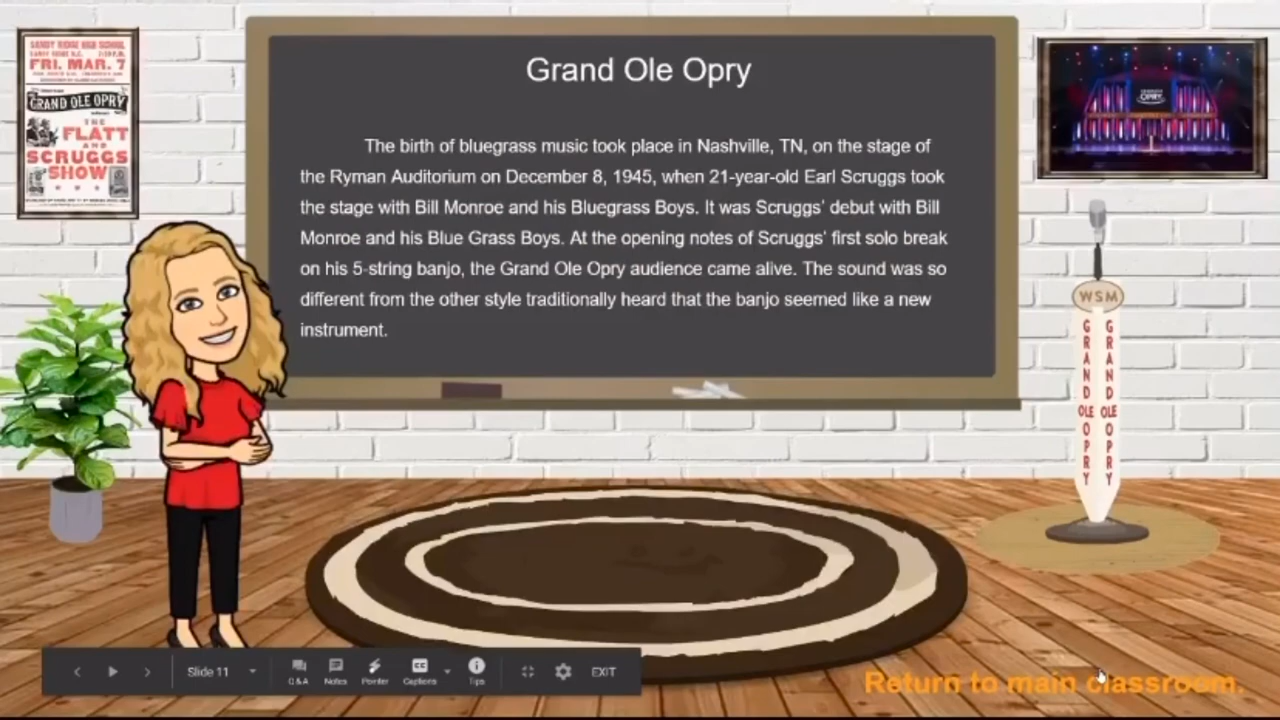 SANDY RIDGE HIGH SCHOOL
FRI. MAR. 7
GRAND OLE OPRY
THE
FLATT
AND
SCRUGGS
SHOW
Grand Ole Opry
The birth of bluegrass music took place in Nashville, TN, on the stage of
the Ryman Auditorium on December 8, 1945, when 21-year-old Earl Scruggs took
the stage with Bill Monroe and his Bluegrass Boys. It was Scruggs' debut with Bill
Monroe and his Blue Grass Boys. At the opening notes of Scruggs' first solo break
on his 5-string banjo, the Grand Ole Opry audience came alive. The sound was so
different from the other style traditionally heard that the banjo seemed like a new
instrument.
OPRY
WSM
GRAND OLE OPRY
GRAND OLE OPRY
Slide 11
Q&A
Notes
Pointer
CC
Captions
Tips
EXIT
Return to main classroom.